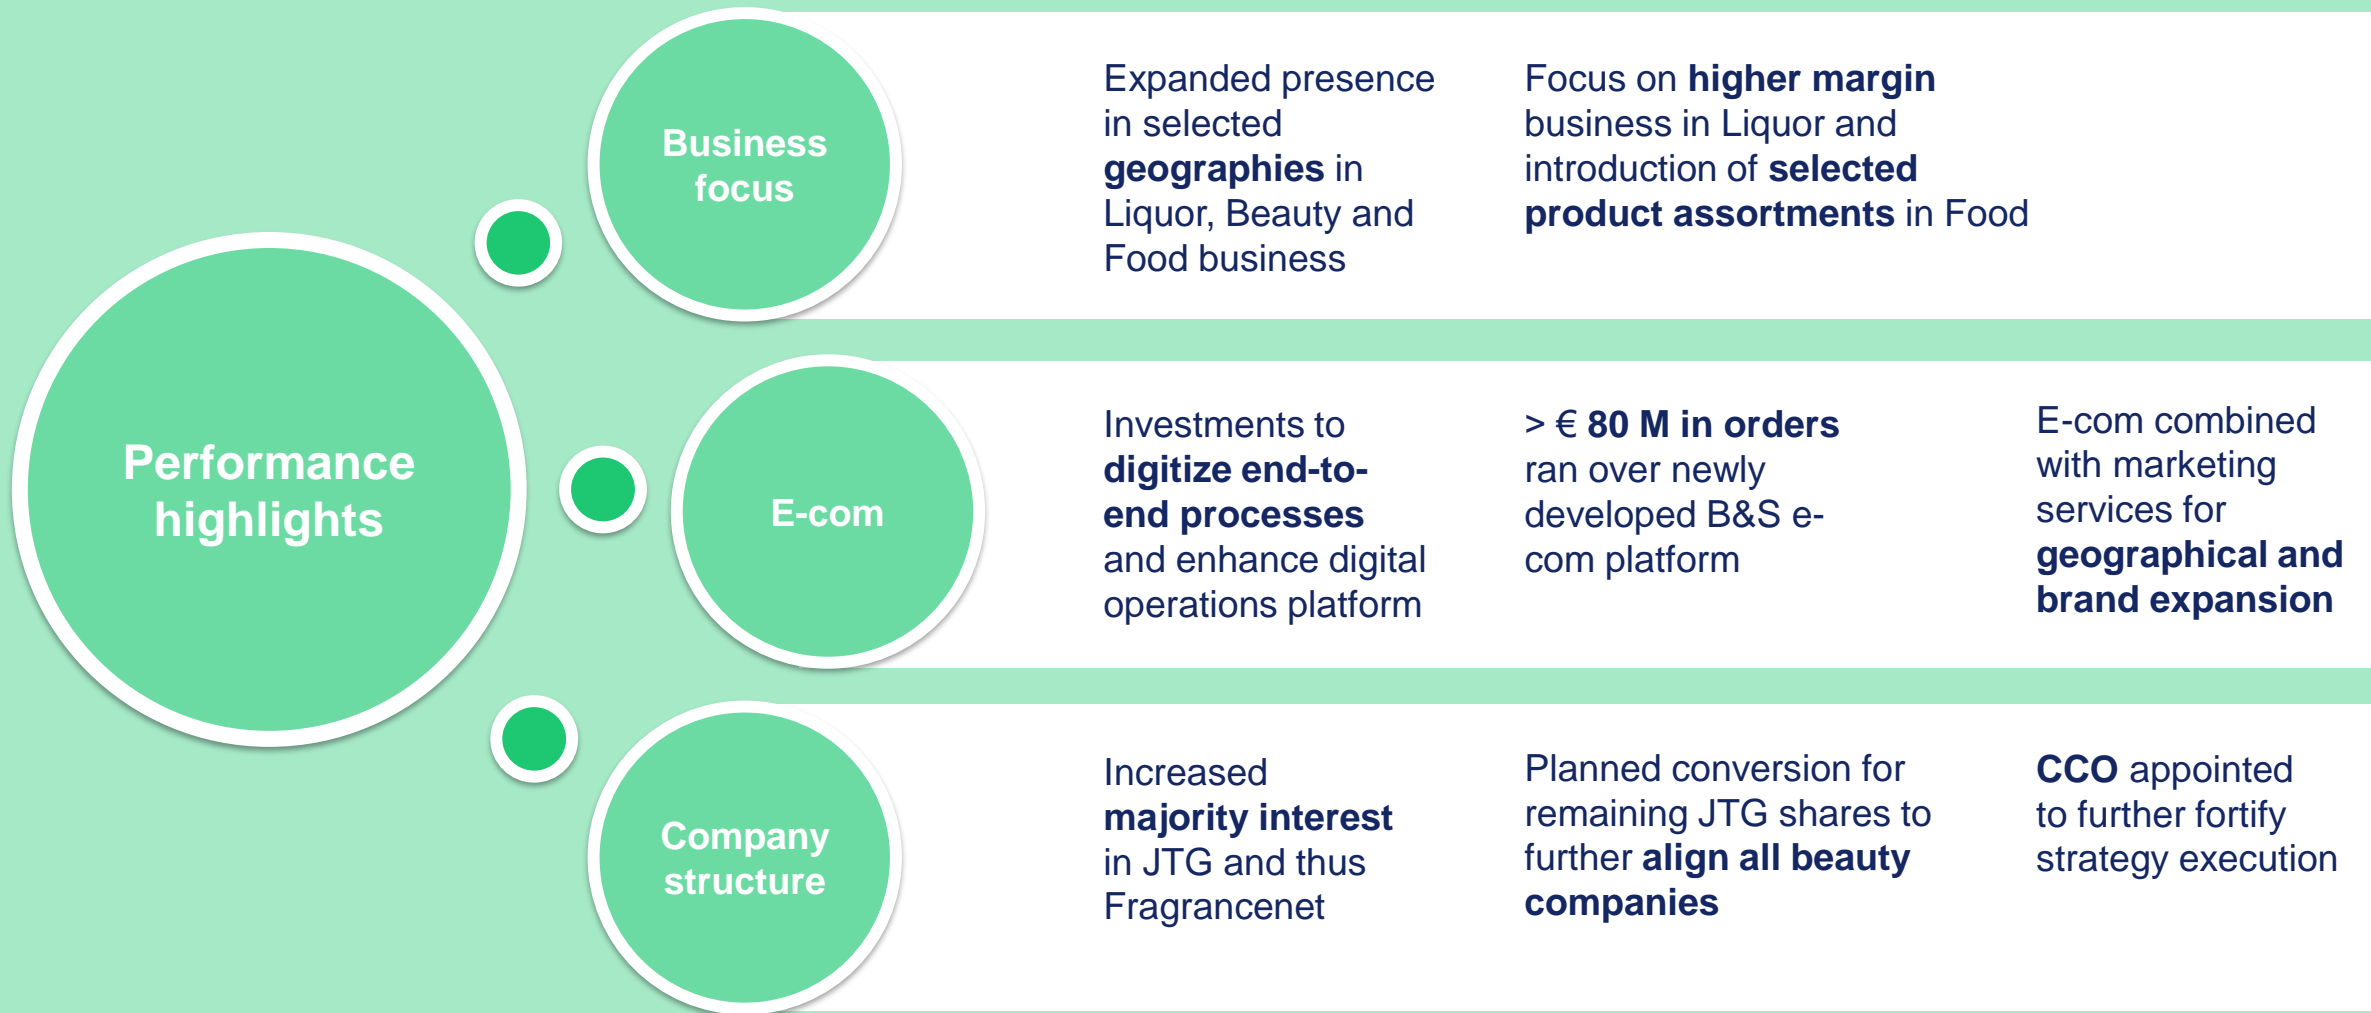 Performance
highlights
Business
focus
Expanded presence
in selected
geographies in
Liquor, Beauty and
Food business
Focus on higher margin
business in Liquor and
introduction of selected
product assortments in Food
E-com
Investments to
digitize end-to-
end processes
and enhance digital
operations platform
> € 80 M in orders
ran over newly
developed B&S e-
com platform
E-com combined
with marketing
services for
geographical and
brand expansion
Company
structure
Increased
majority interest
in JTG and thus
Fragrancenet
Planned conversion for
remaining JTG shares to
further align all beauty
companies
CCO appointed
to further fortify
strategy execution